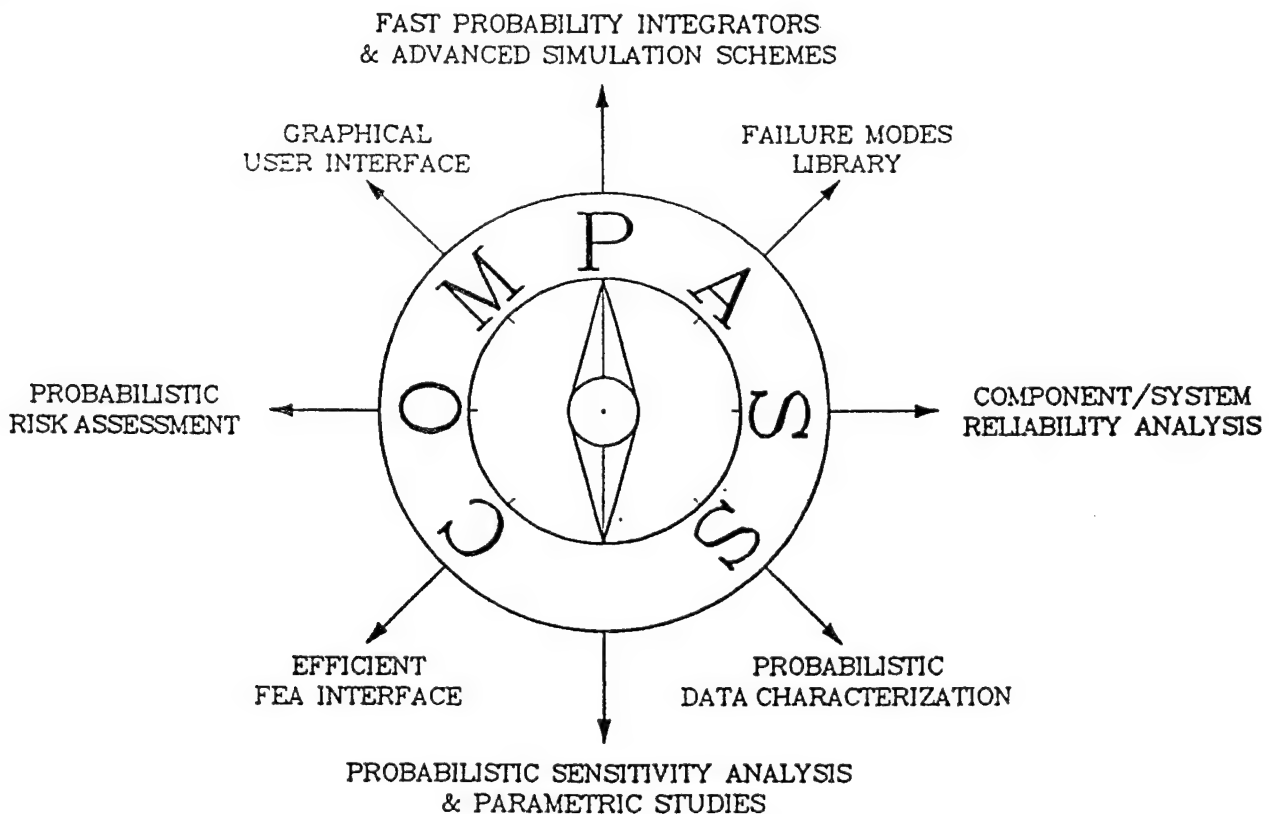 FAST PROBABILITY INTEGRATORS
& ADVANCED SIMULATION SCHEMES
GRAPHICAL
USER INTERFACE
FAILURE MODES
LIBRARY
COMPASS
PROBABILISTIC
RISK ASSESSMENT
COMPONENT/SYSTEM
RELIABILITY ANALYSIS
EFFICIENT
FEA INTERFACE
PROBABILISTIC
DATA CHARACTERIZATION
PROBABILISTIC SENSITIVITY ANALYSIS
& PARAMETRIC STUDIES